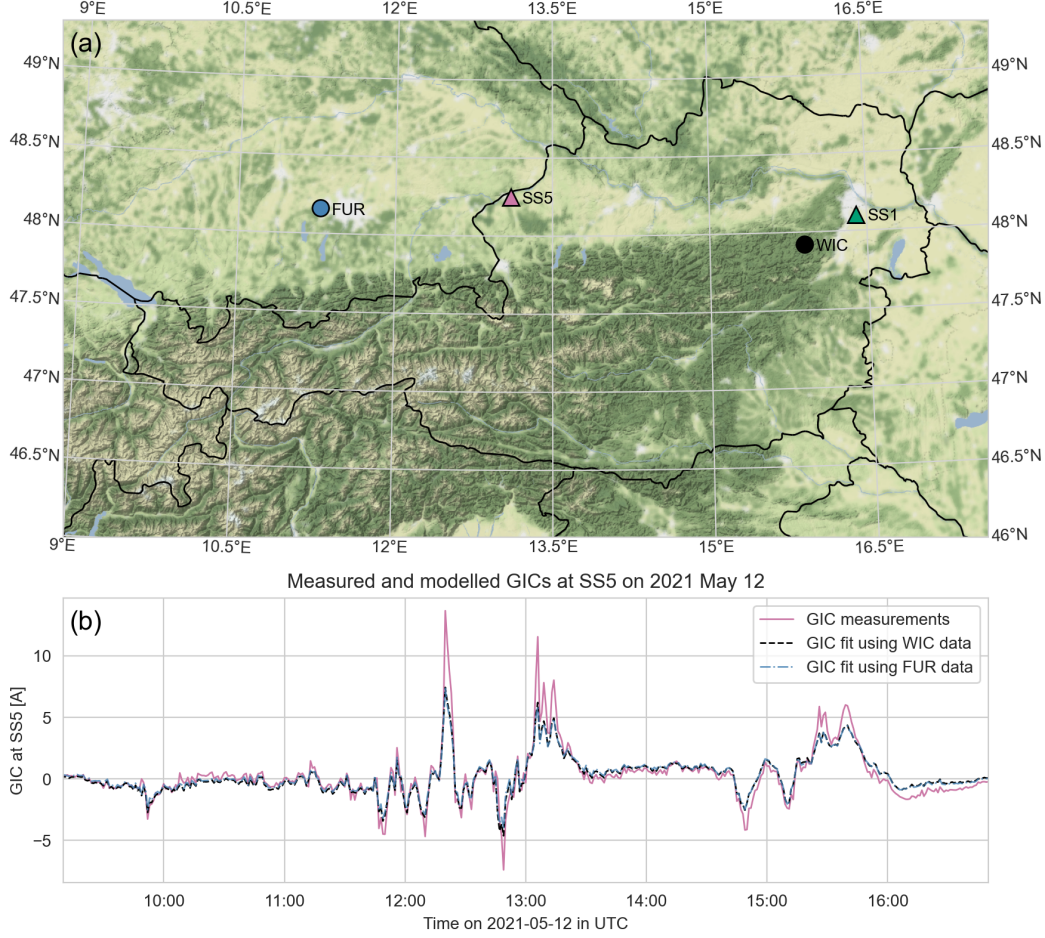 9°E 10.5°E 12°E 13.5°E 15°E 16.5°E
(a)
49°N 49°N
48.5°N 48.5°N
SS5
FUR SS1
48°N 48°N
WIC
47.5°N 47.5°N
47°N 47°N
46.5°N 46.5°N
46°N
9°E 10.5°E 12°E 13.5°E 15°E 16.5°E
Measured and modelled GICs at SS5 on 2021 May 12
(b)
GIC measurements
GIC fit using WIC data
GIC fit using FUR data
GIC at SS5 [A]
10
5
0
−5
10:00 11:00 12:00 13:00 14:00 15:00 16:00
Time on 2021-05-12 in UTC